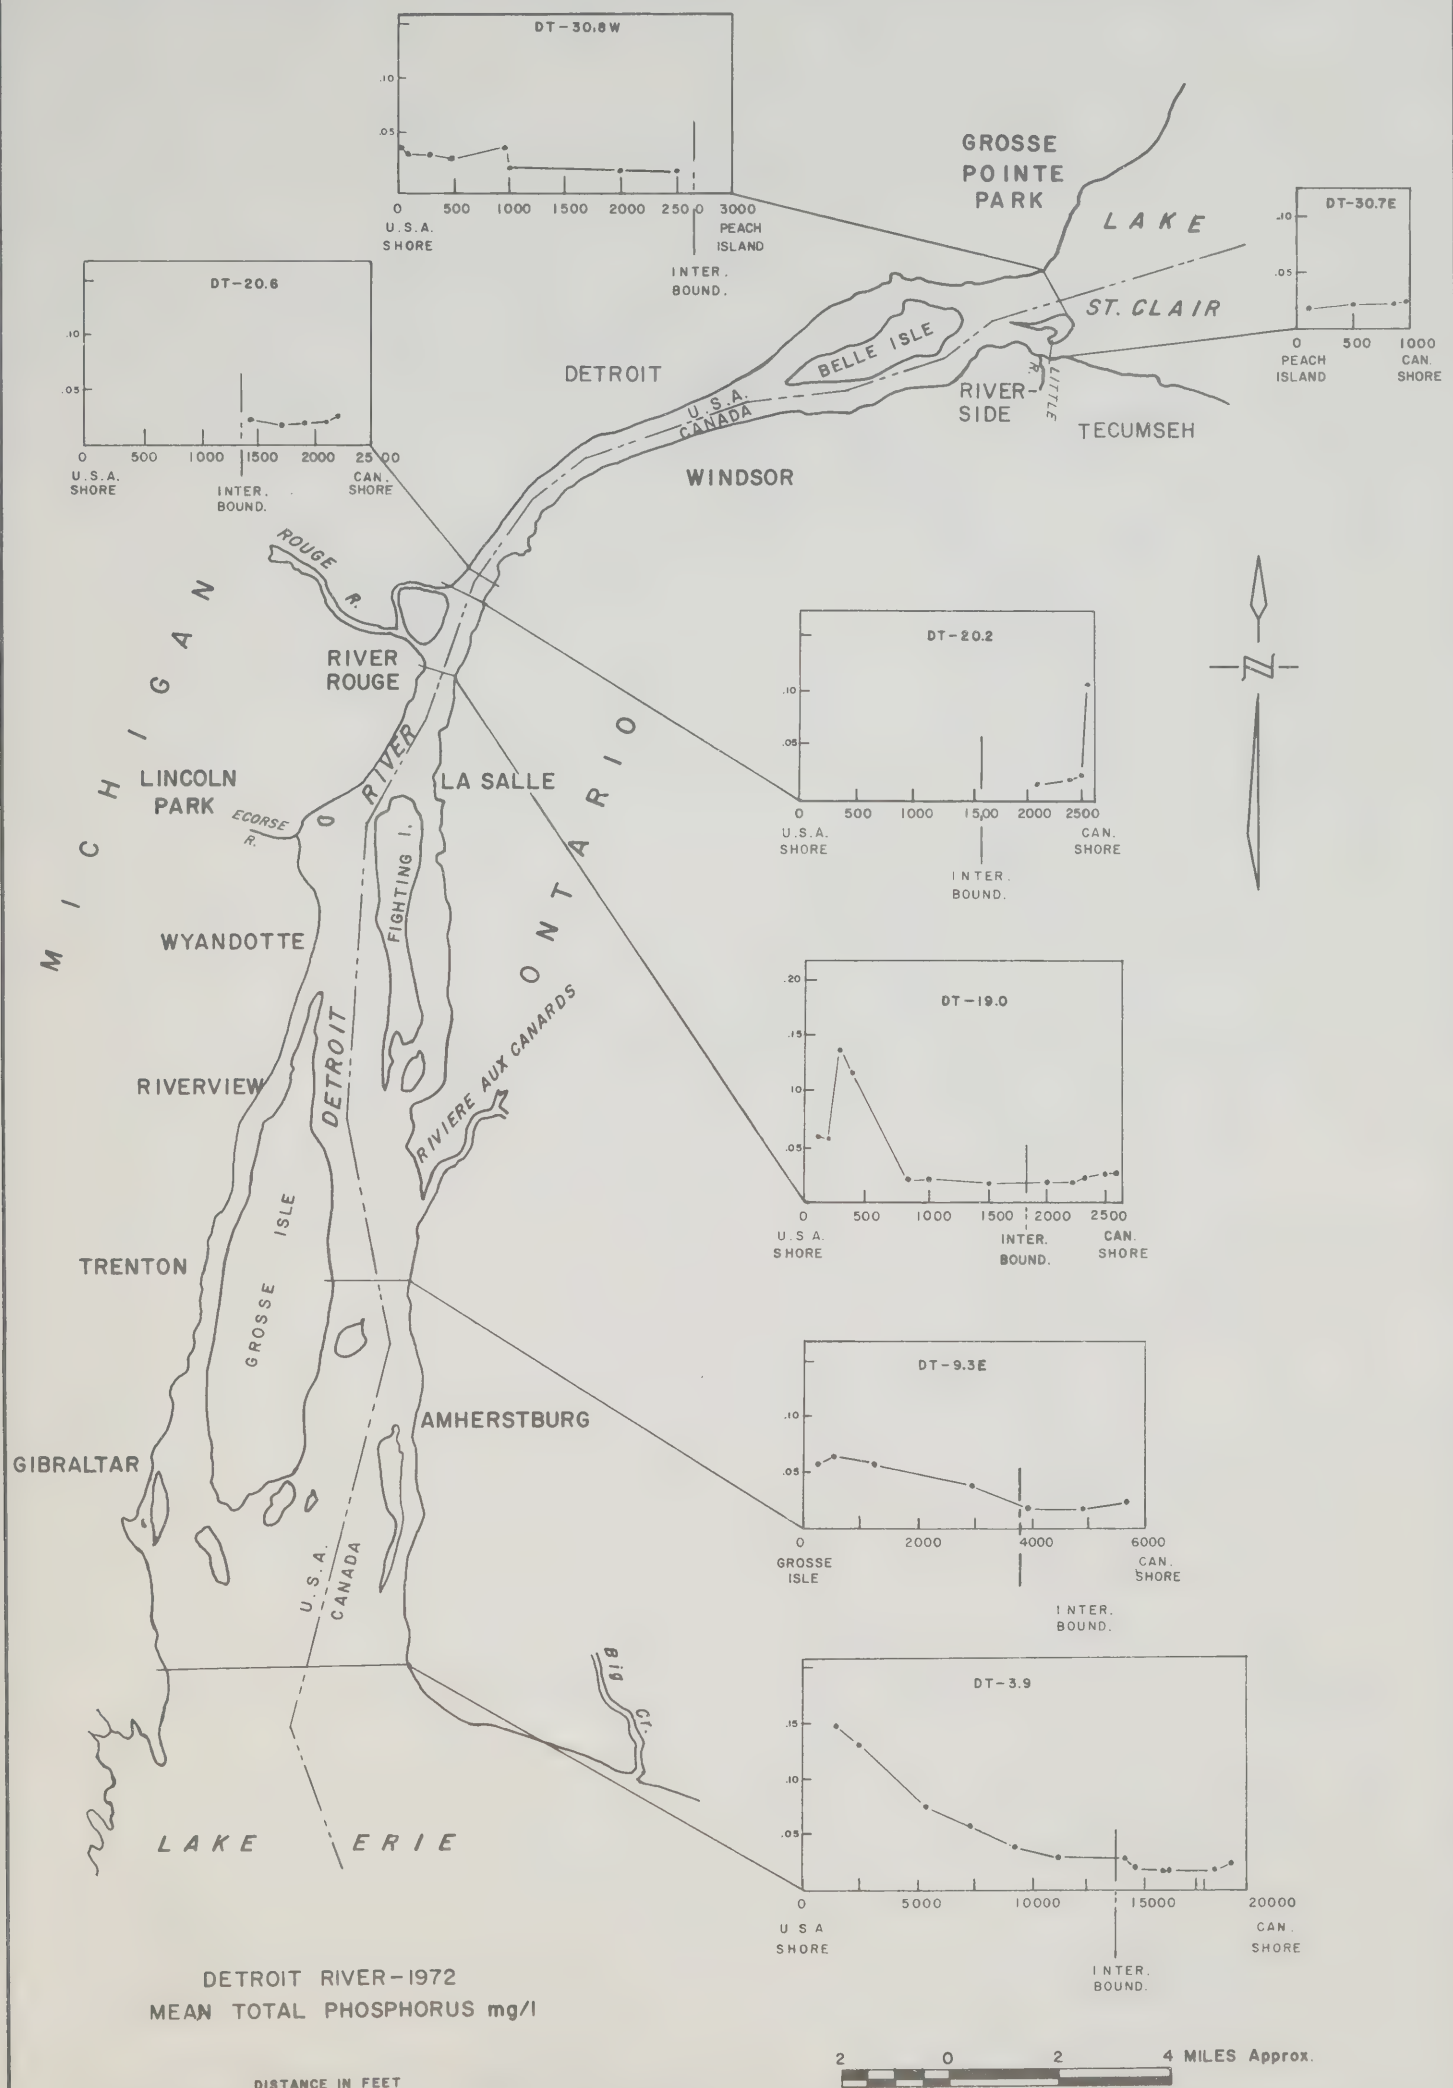 DT-30.8W
.10
.05
0 500 1000 1500 2000 2500 3000
U.S.A.
SHORE
PEACH
ISLAND
INTER.
BOUND.
GROSSE
POINTE
PARK
LAKE
ST. CLAIR
DT-30.7E
.10
.05
0 500 1000
PEACH
ISLAND
CAN.
SHORE
DT-20.6
.10
.05
0 500 1000 1500 2000 2500
U.S.A.
SHORE
INTER.
BOUND.
CAN.
SHORE
DETROIT
BELLE ISLE
U.S.A.
CANADA
RIVER-
SIDE
LITTLE
R.
TECUMSEH
WINDSOR
ROUGE
R.
RIVER
ROUGE
MICHIGAN
ONTARIO
N
DT-20.2
.10
.05
0 500 1000 1500 2000 2500
U.S.A.
SHORE
CAN.
SHORE
INTER.
BOUND.
LINCOLN
PARK
ECORSE
R.
DETROIT RIVER
LA SALLE
FIGHTING I.
WYANDOTTE
RIVERVIEW
RIVIERE AUX CANARDS
DT-19.0
.20
.15
.10
.05
0 500 1000 1500 2000 2500
U.S A.
SHORE
INTER.
BOUND.
CAN.
SHORE
TRENTON
GROSSE ISLE
DT-9.3E
.10
.05
0 2000 4000 6000
GROSSE
ISLE
CAN.
SHORE
INTER.
BOUND.
AMHERSTBURG
GIBRALTAR
U.S.A.
CANADA
Big Cr.
DT-3.9
.15
.10
.05
0 5000 10000 15000 20000
U S A
SHORE
CAN.
SHORE
INTER.
BOUND.
LAKE ERIE
DETROIT RIVER-1972
MEAN TOTAL PHOSPHORUS mg/l
2 0 2 4 MILES Approx.
DISTANCE IN FEET